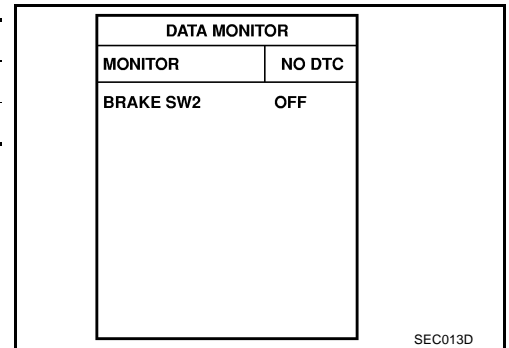 DATA MONITOR
MONITOR NO DTC
BRAKE SW2 OFF
SEC013D